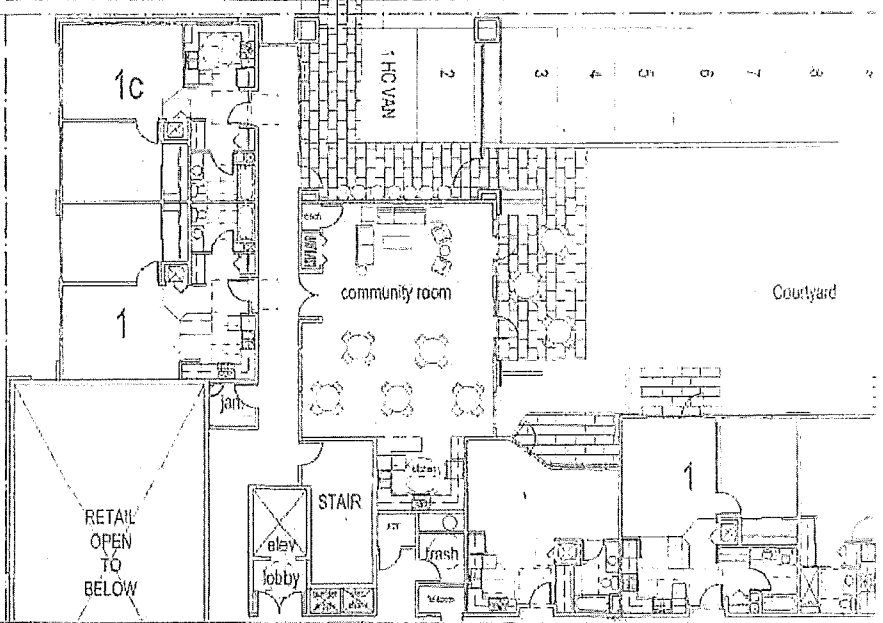 1c
1 HC VAN
2
3
4
5
6
7
8
community room
Courtyard
1
jan.
1
STAIR
RETAIL
OPEN
TO
BELOW
elev
lobby
trash